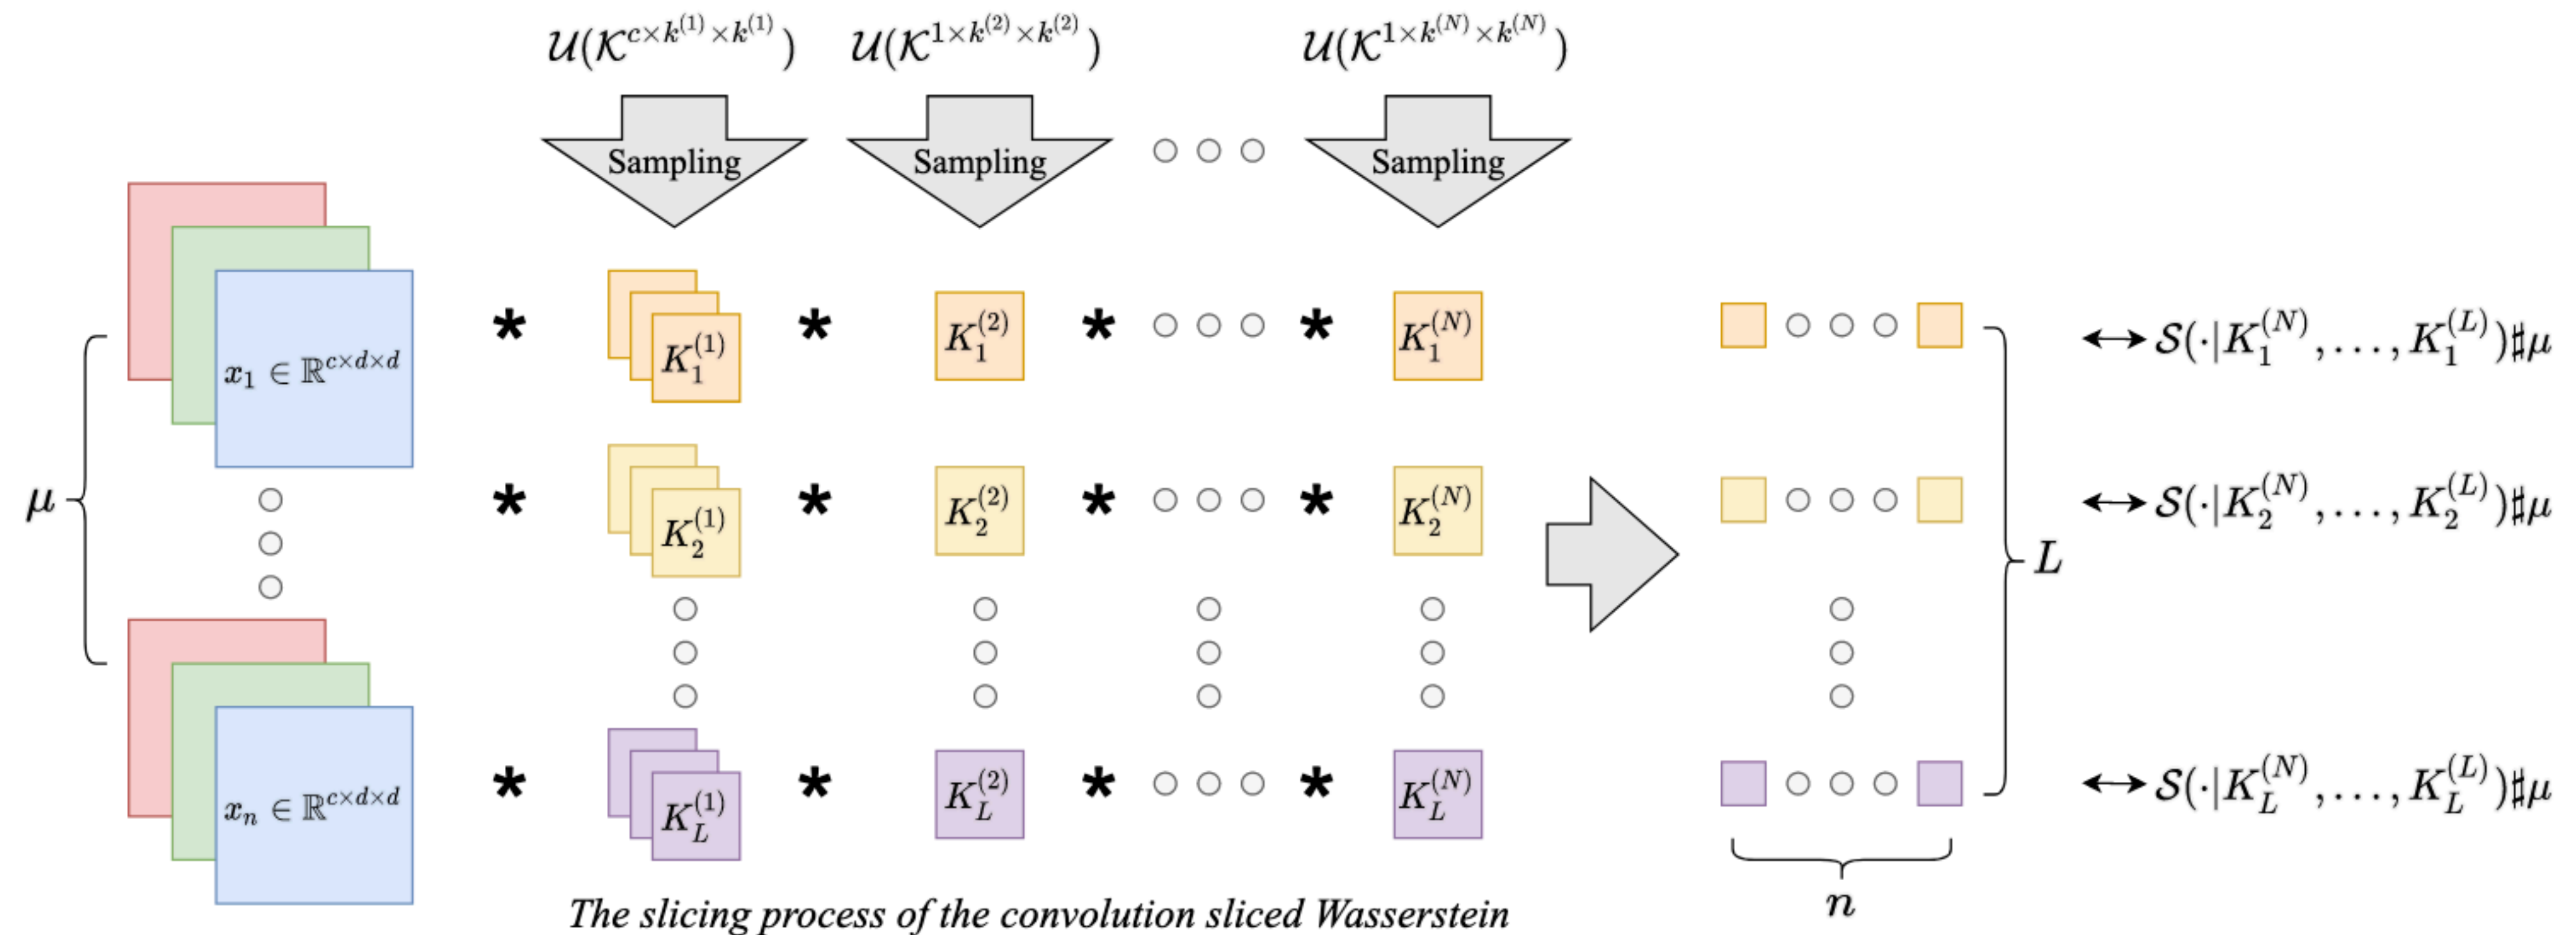 𝒰(𝒦^{c×k^{(1)}×k^{(1)}}) 𝒰(𝒦^{1×k^{(2)}×k^{(2)}}) 𝒰(𝒦^{1×k^{(N)}×k^{(N)}})
Sampling Sampling Sampling
x_1 ∈ ℝ^{c×d×d} * K_1^{(1)} * K_1^{(2)} * * K_1^{(N)} ↔ 𝒮(·|K_1^{(N)}, …, K_1^{(L)})♯μ
μ * K_2^{(1)} * K_2^{(2)} * * K_2^{(N)} ↔ 𝒮(·|K_2^{(N)}, …, K_2^{(L)})♯μ
L
x_n ∈ ℝ^{c×d×d} * K_L^{(1)} * K_L^{(2)} * * K_L^{(N)} ↔ 𝒮(·|K_L^{(N)}, …, K_L^{(L)})♯μ
n
The slicing process of the convolution sliced Wasserstein